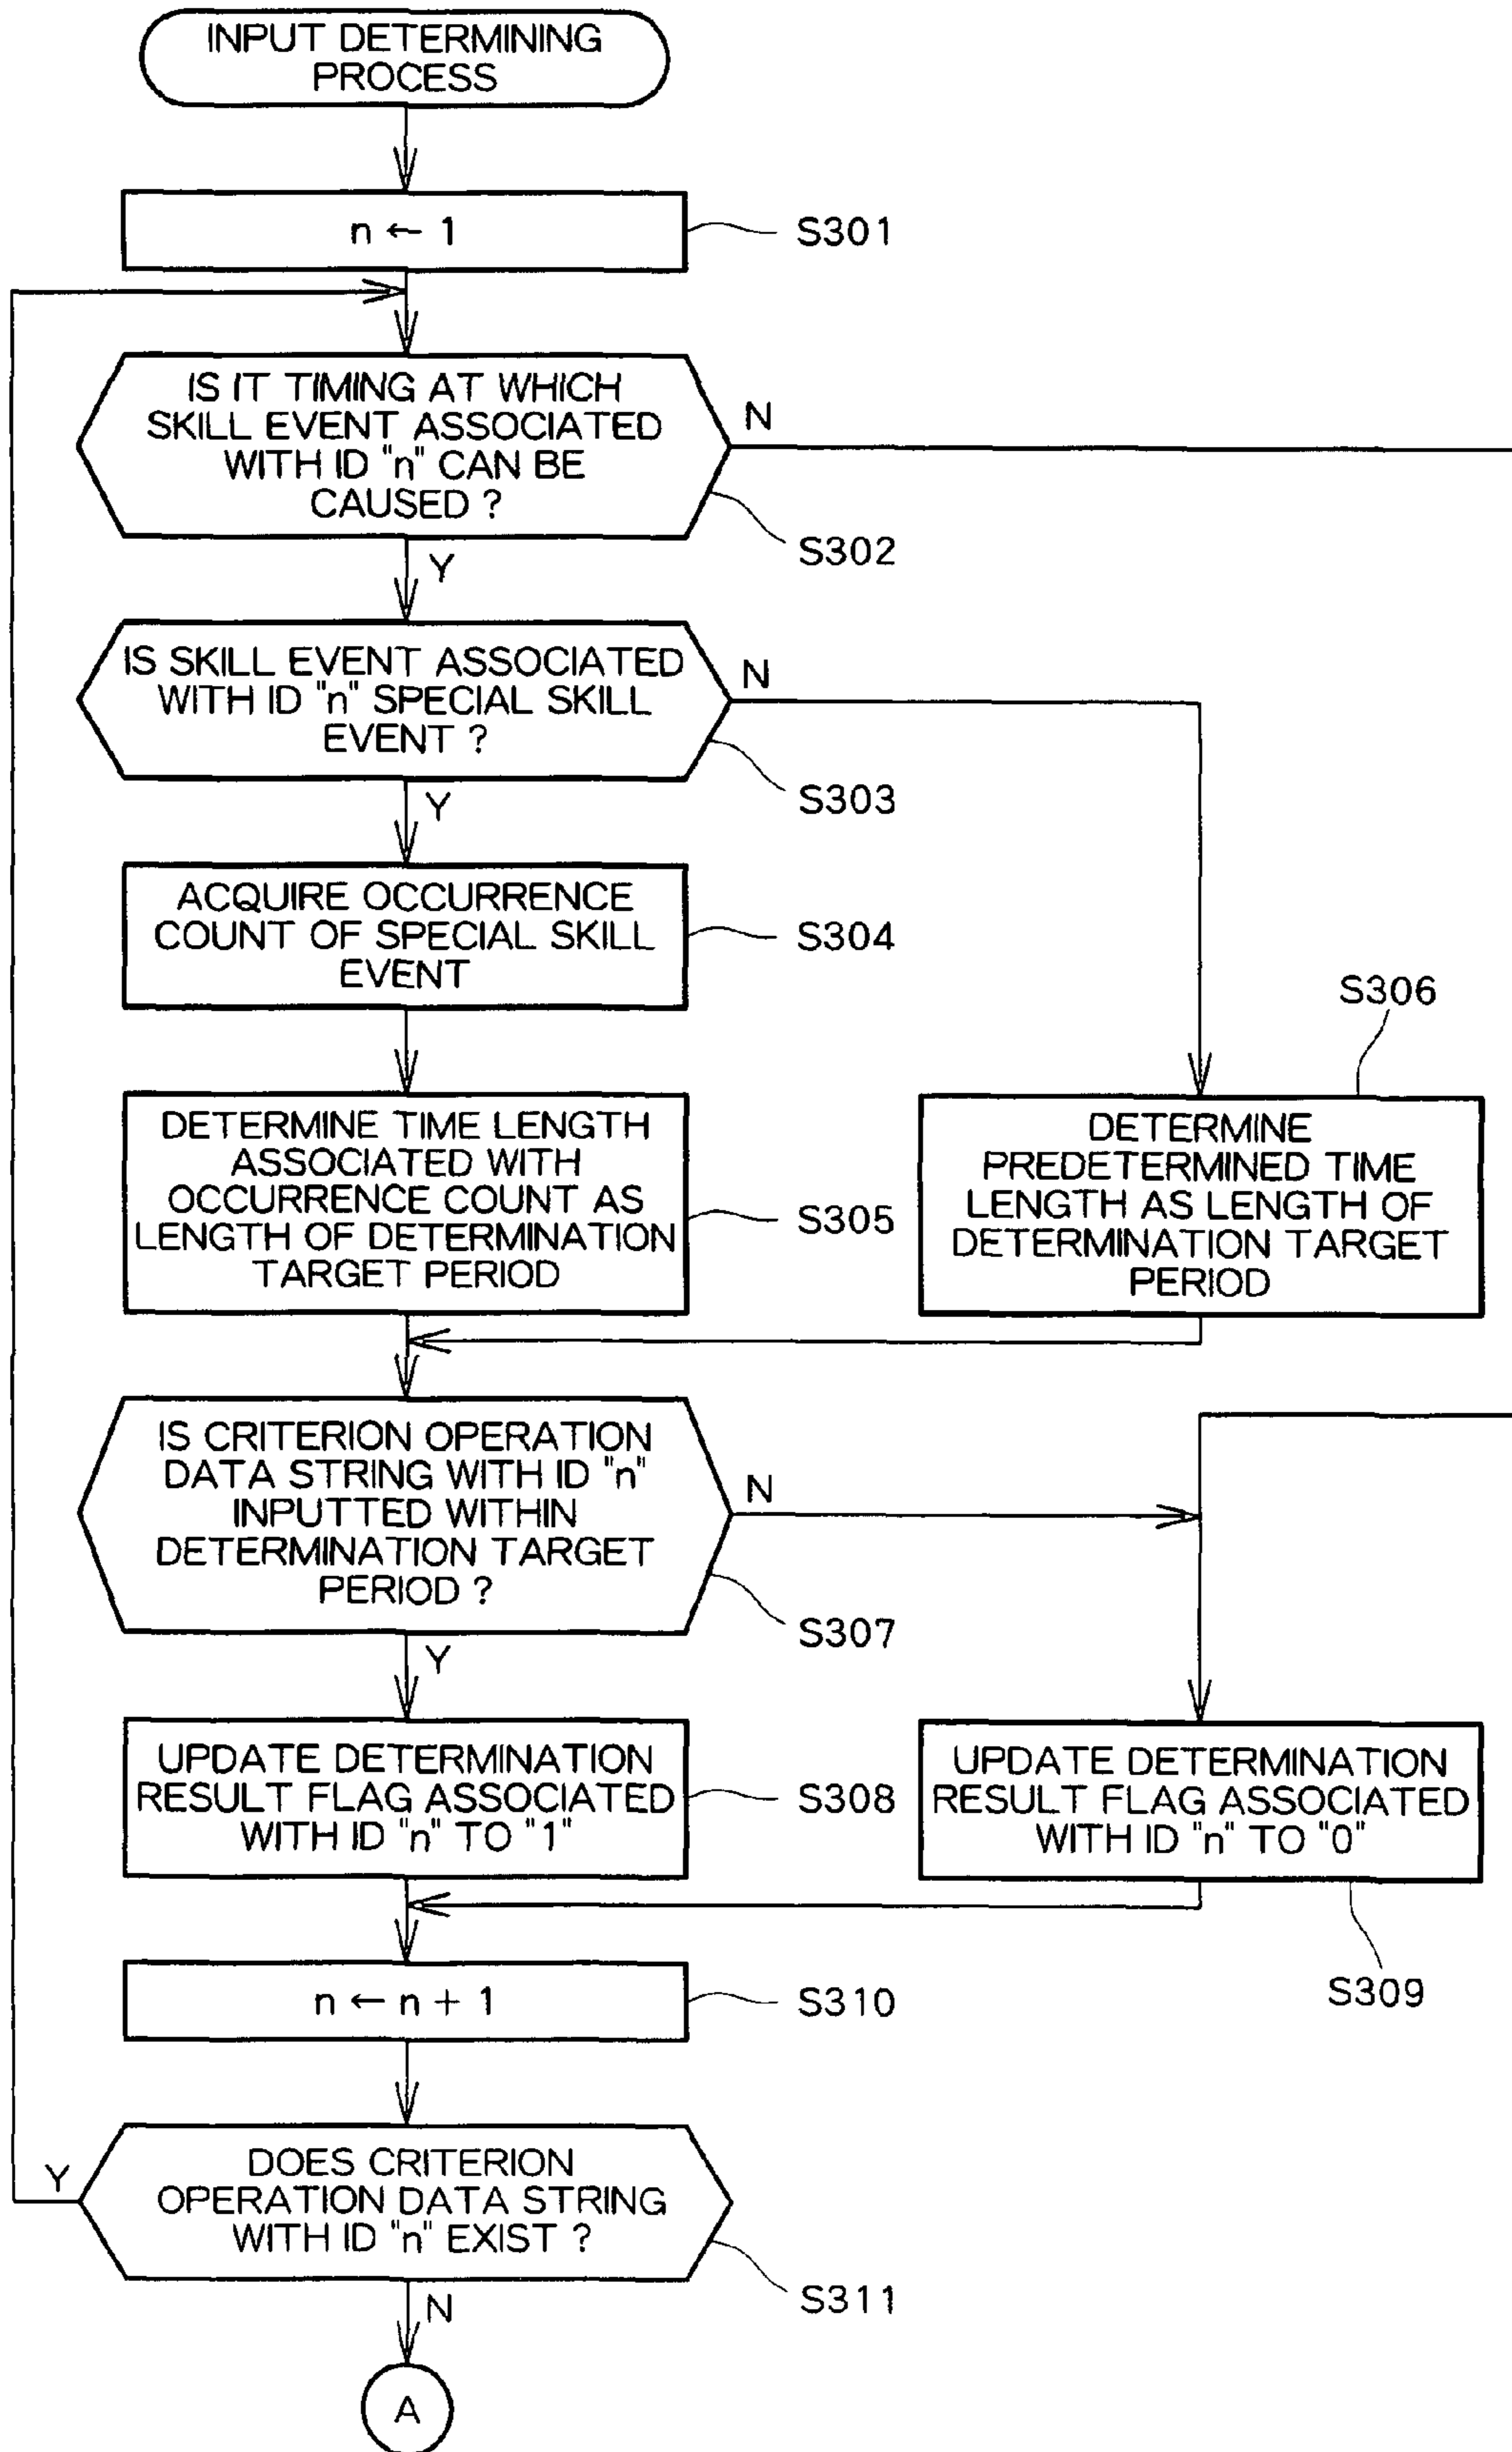 INPUT DETERMINING
PROCESS
n ← 1
S301
IS IT TIMING AT WHICH
SKILL EVENT ASSOCIATED
WITH ID "n" CAN BE
CAUSED ?
N
S302
Y
IS SKILL EVENT ASSOCIATED
WITH ID "n" SPECIAL SKILL
EVENT ?
N
S303
Y
ACQUIRE OCCURRENCE
COUNT OF SPECIAL SKILL
EVENT
S304
DETERMINE TIME LENGTH
ASSOCIATED WITH
OCCURRENCE COUNT AS
LENGTH OF DETERMINATION
TARGET PERIOD
S305
S306
DETERMINE
PREDETERMINED TIME
LENGTH AS LENGTH OF
DETERMINATION TARGET
PERIOD
IS CRITERION OPERATION
DATA STRING WITH ID "n"
INPUTTED WITHIN
DETERMINATION TARGET
PERIOD ?
N
S307
Y
UPDATE DETERMINATION
RESULT FLAG ASSOCIATED
WITH ID "n" TO "1"
S308
UPDATE DETERMINATION
RESULT FLAG ASSOCIATED
WITH ID "n" TO "0"
S309
n ← n + 1
S310
DOES CRITERION
OPERATION DATA STRING
WITH ID "n" EXIST ?
Y
S311
N
A